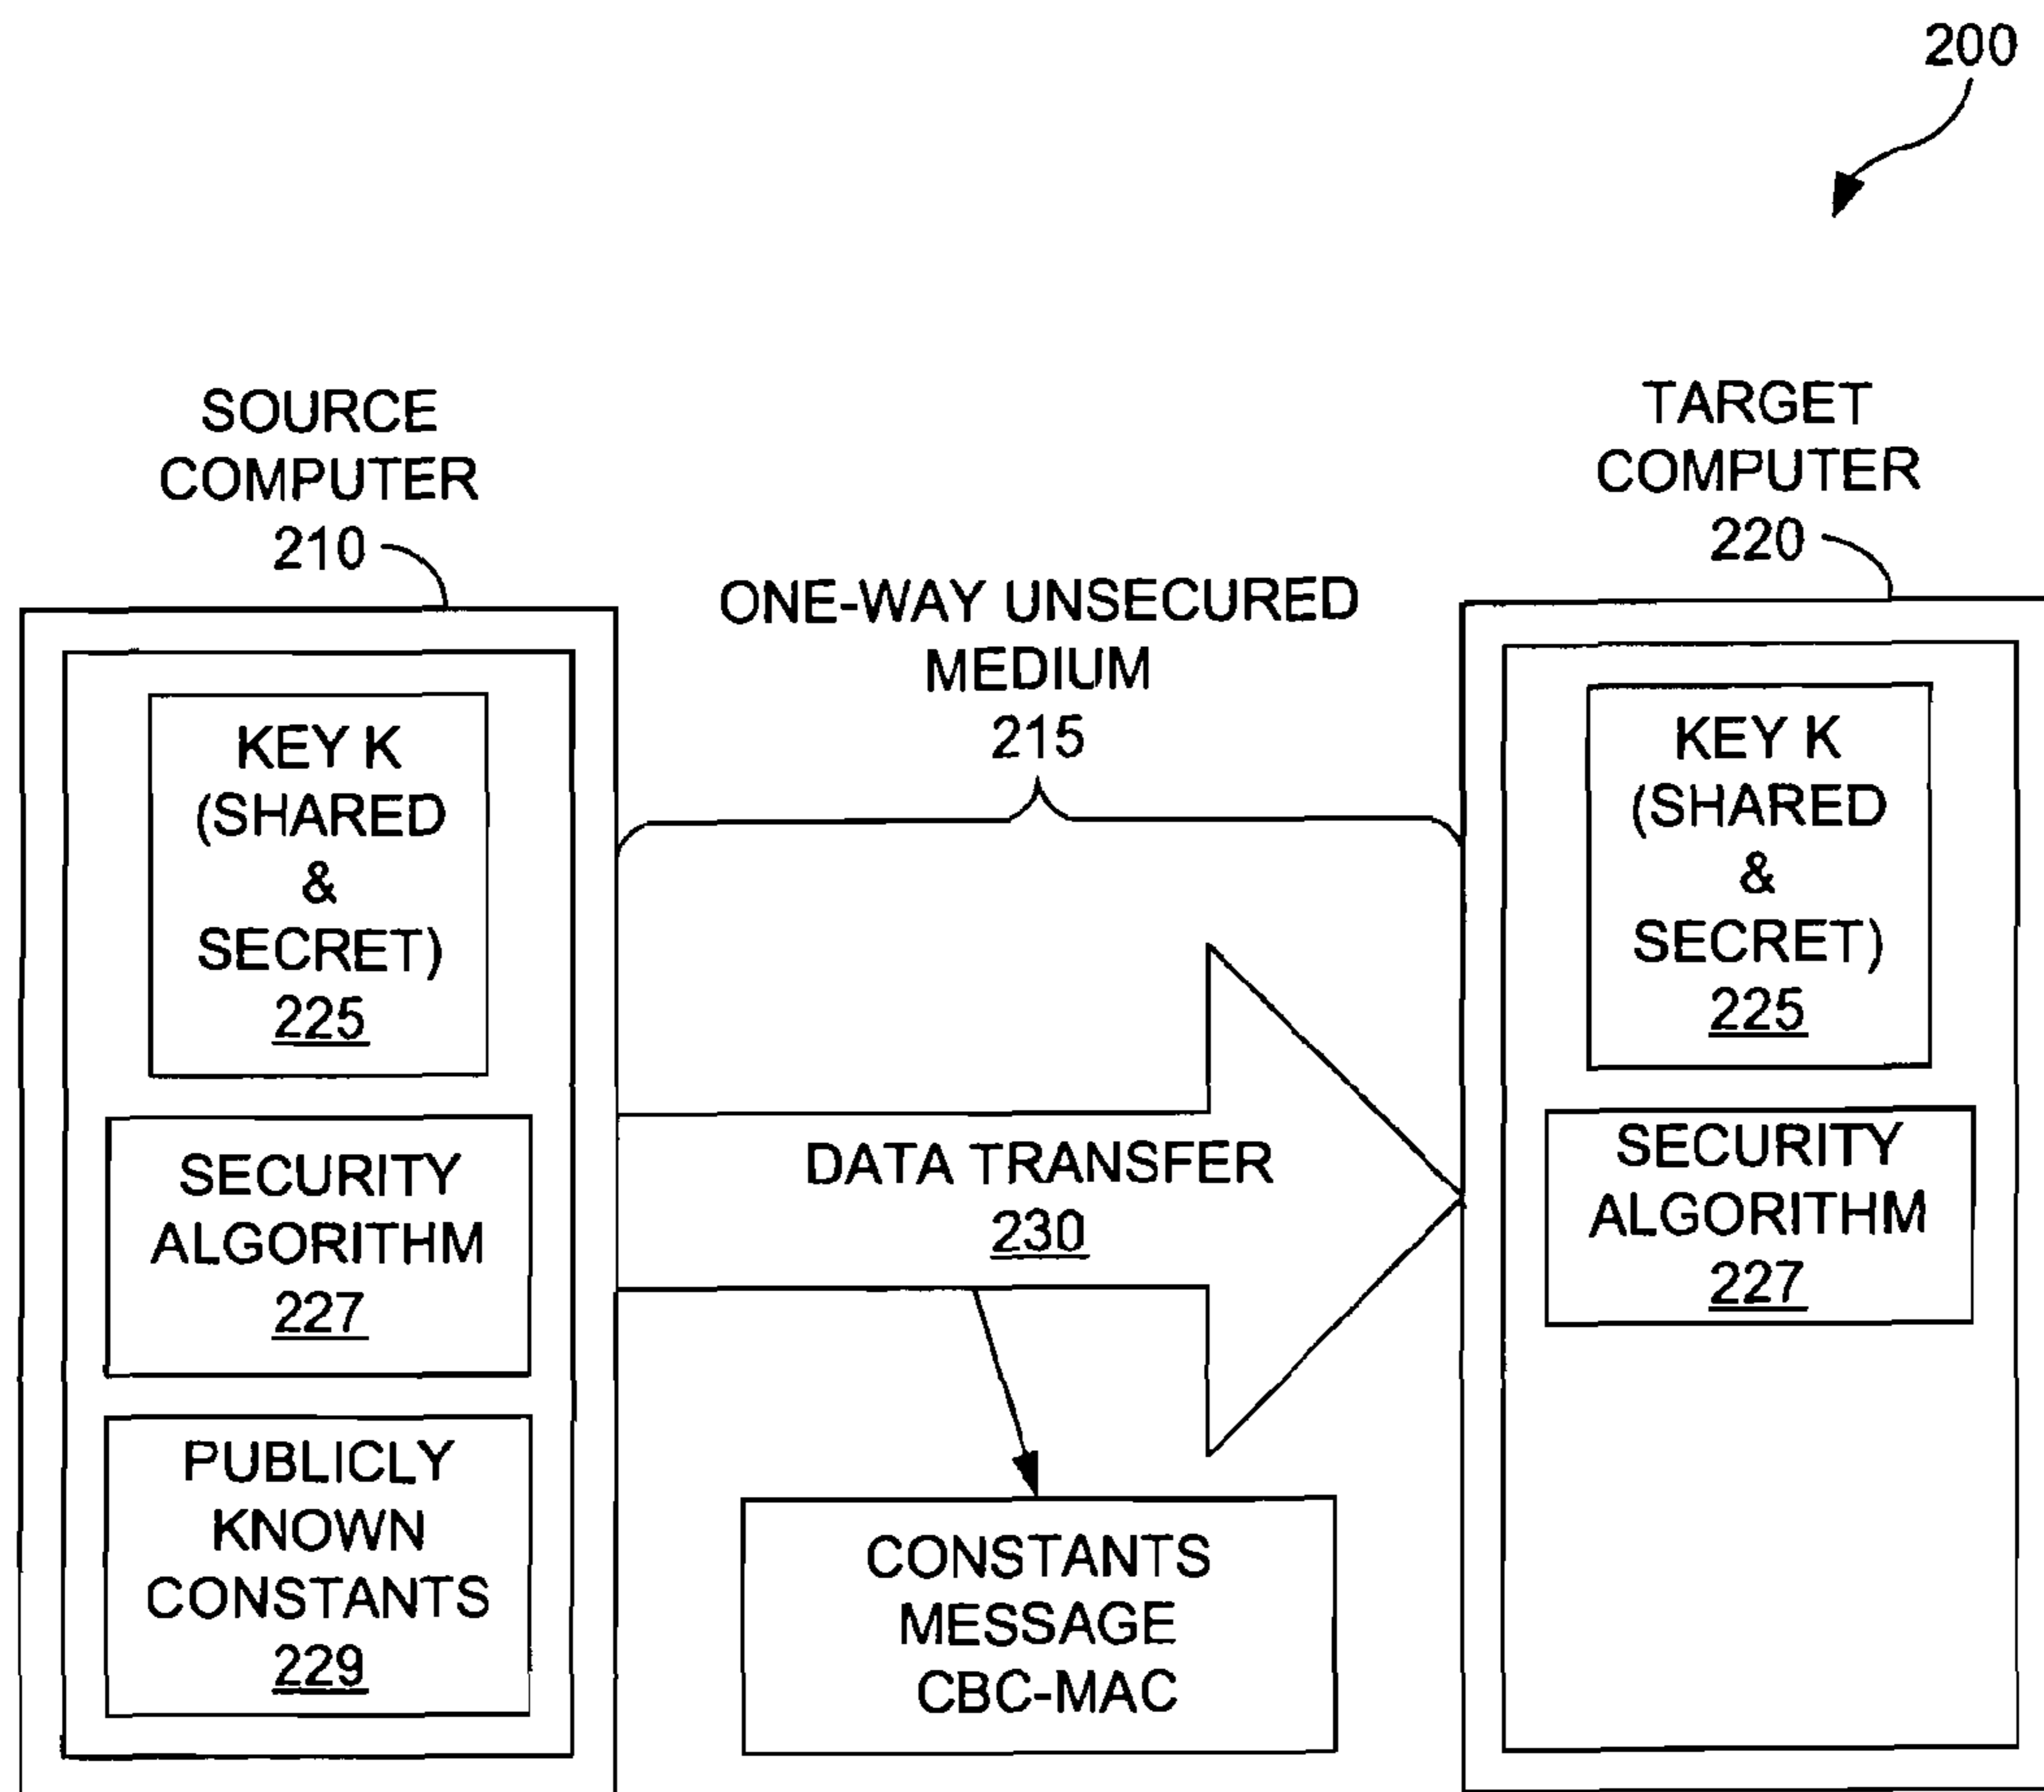 200
SOURCE
COMPUTER
210
TARGET
COMPUTER
220
ONE-WAY UNSECURED
MEDIUM
215
KEY K
(SHARED
&
SECRET)
225
SECURITY
ALGORITHM
227
PUBLICLY
KNOWN
CONSTANTS
229
DATA TRANSFER
230
CONSTANTS
MESSAGE
CBC-MAC
KEY K
(SHARED
&
SECRET)
225
SECURITY
ALGORITHM
227